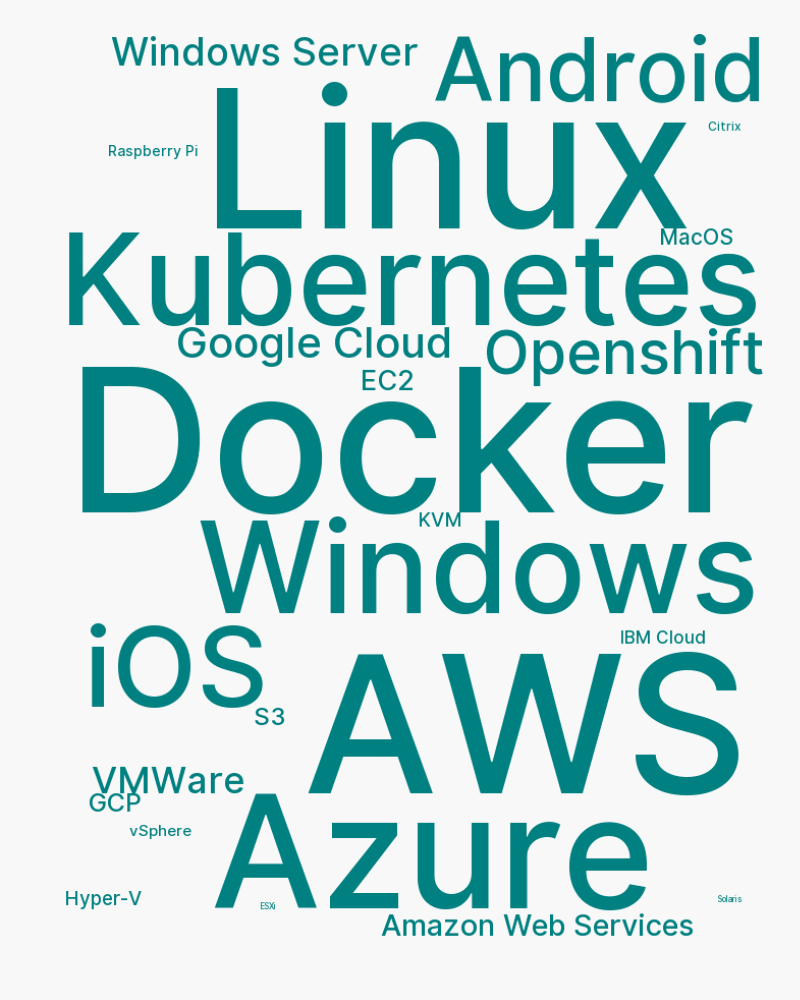 Windows Server
Android
Linux
Citrix
Raspberry Pi
MacOS
Kubernetes
Google Cloud
Openshift
EC2
Docker
KVM
Windows
iOS
IBM Cloud
S3
AWS
VMWare
GCP
vSphere
Azure
Hyper-V
ESXi
Solaris
Amazon Web Services